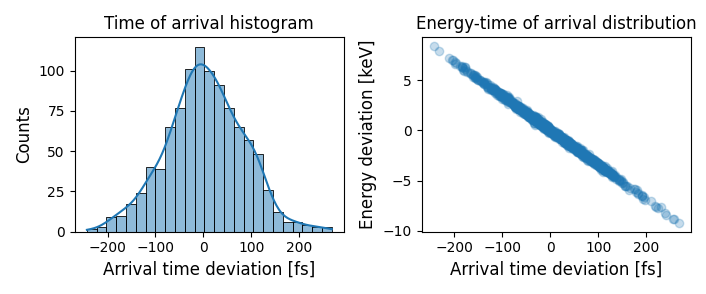 Time of arrival histogram
Counts
100
75
50
25
0
−200 −100 0 100 200
Arrival time deviation [fs]
Energy-time of arrival distribution
Energy deviation [keV]
5
0
−5
−10
−200 −100 0 100 200
Arrival time deviation [fs]